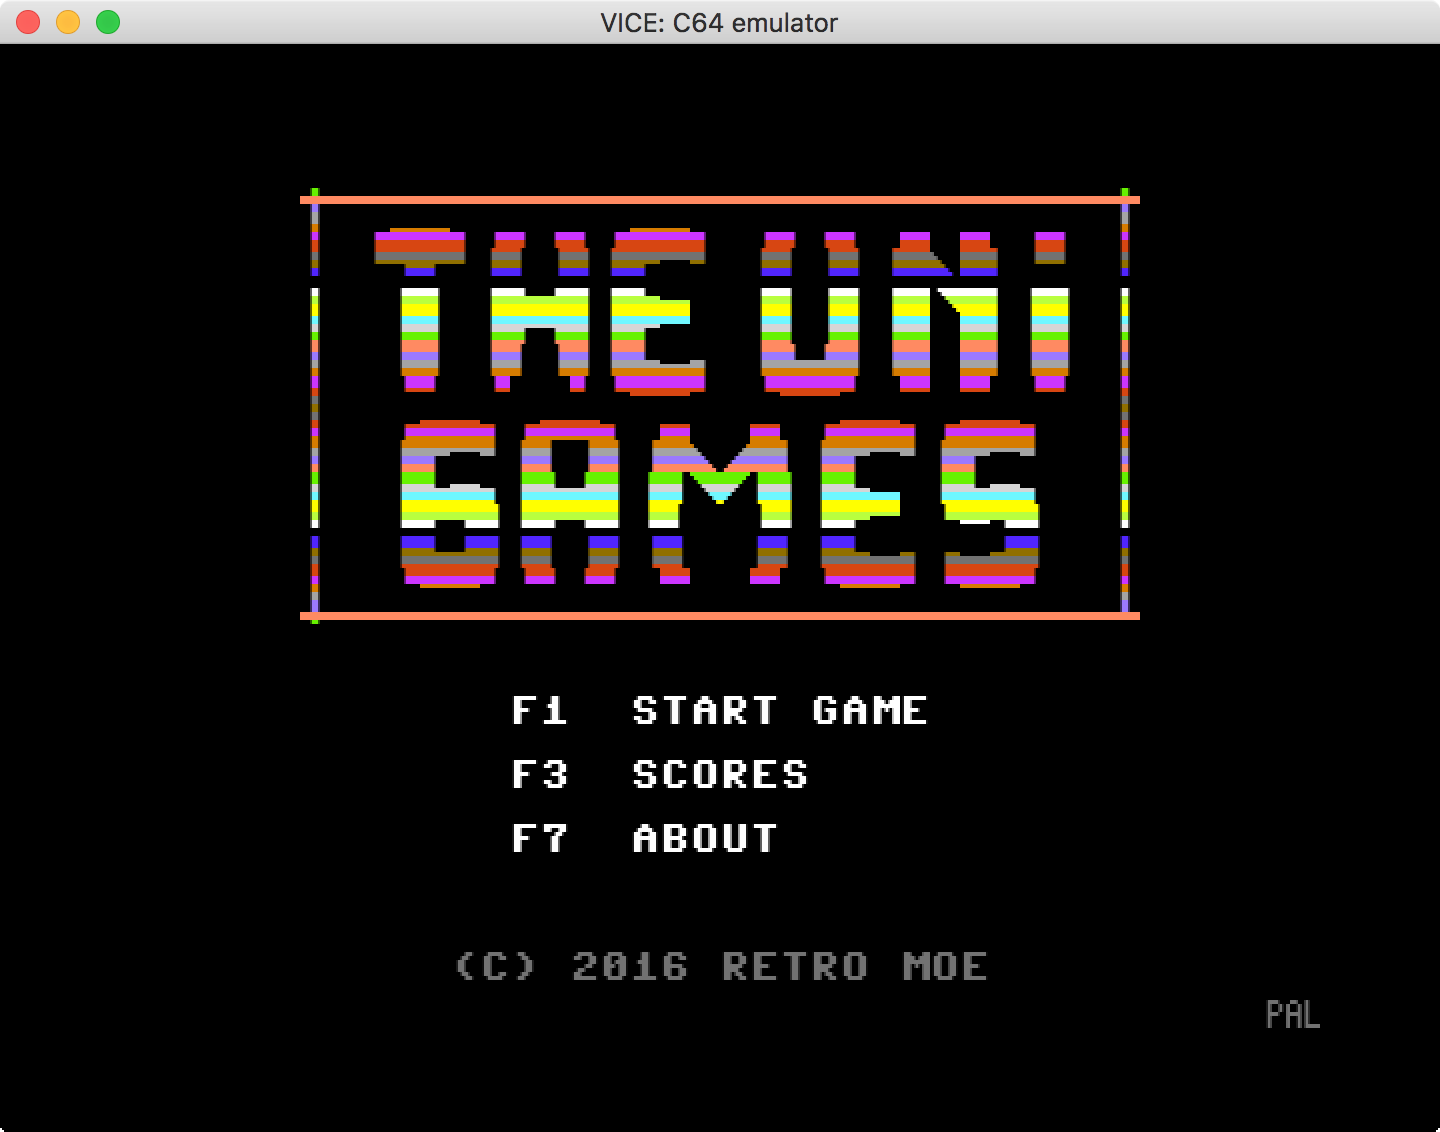 VICE: C64 emulator
THE UNi
GAMES
F1 START GAME
F3 SCORES
F7 ABOUT
(C) 2016 RETRO MOE
PAL